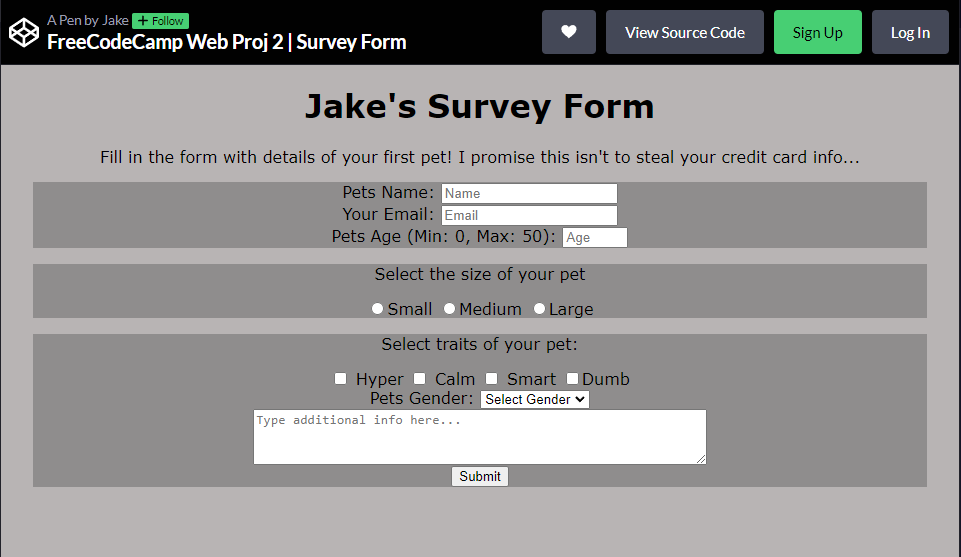 A Pen by Jake + Follow
FreeCodeCamp Web Proj 2 | Survey Form
View Source Code
Sign Up
Log In
Jake's Survey Form
Fill in the form with details of your first pet! I promise this isn't to steal your credit card info...
Pets Name: Name
Your Email: Email
Pets Age (Min: 0, Max: 50): Age
Select the size of your pet
Small Medium Large
Select traits of your pet:
Hyper Calm Smart Dumb
Pets Gender: Select Gender
Type additional info here...
Submit